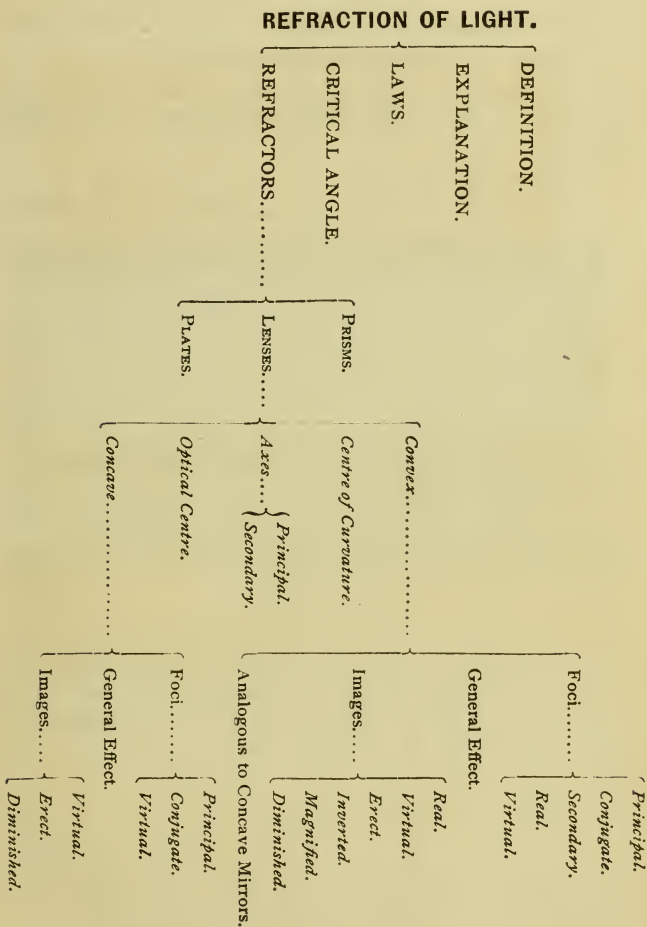 REFRACTION OF LIGHT.
DEFINITION.
EXPLANATION.
LAWS.
CRITICAL ANGLE.
REFRACTORS..........
PRISMS.
LENSES.....
Convex................
Foci........
Principal.
Conjugate.
Secondary.
Real.
Virtual.
General Effect.
Images.....
Real.
Virtual.
Erect.
Inverted.
Magnified.
Diminished.
Analogous to Concave Mirrors.
Centre of Curvature.
Axes....
Principal.
Secondary.
Optical Centre.
Concave..............
Foci........
Principal.
Conjugate.
Virtual.
General Effect.
Images.....
Virtual.
Erect.
Diminished.
PLATES.